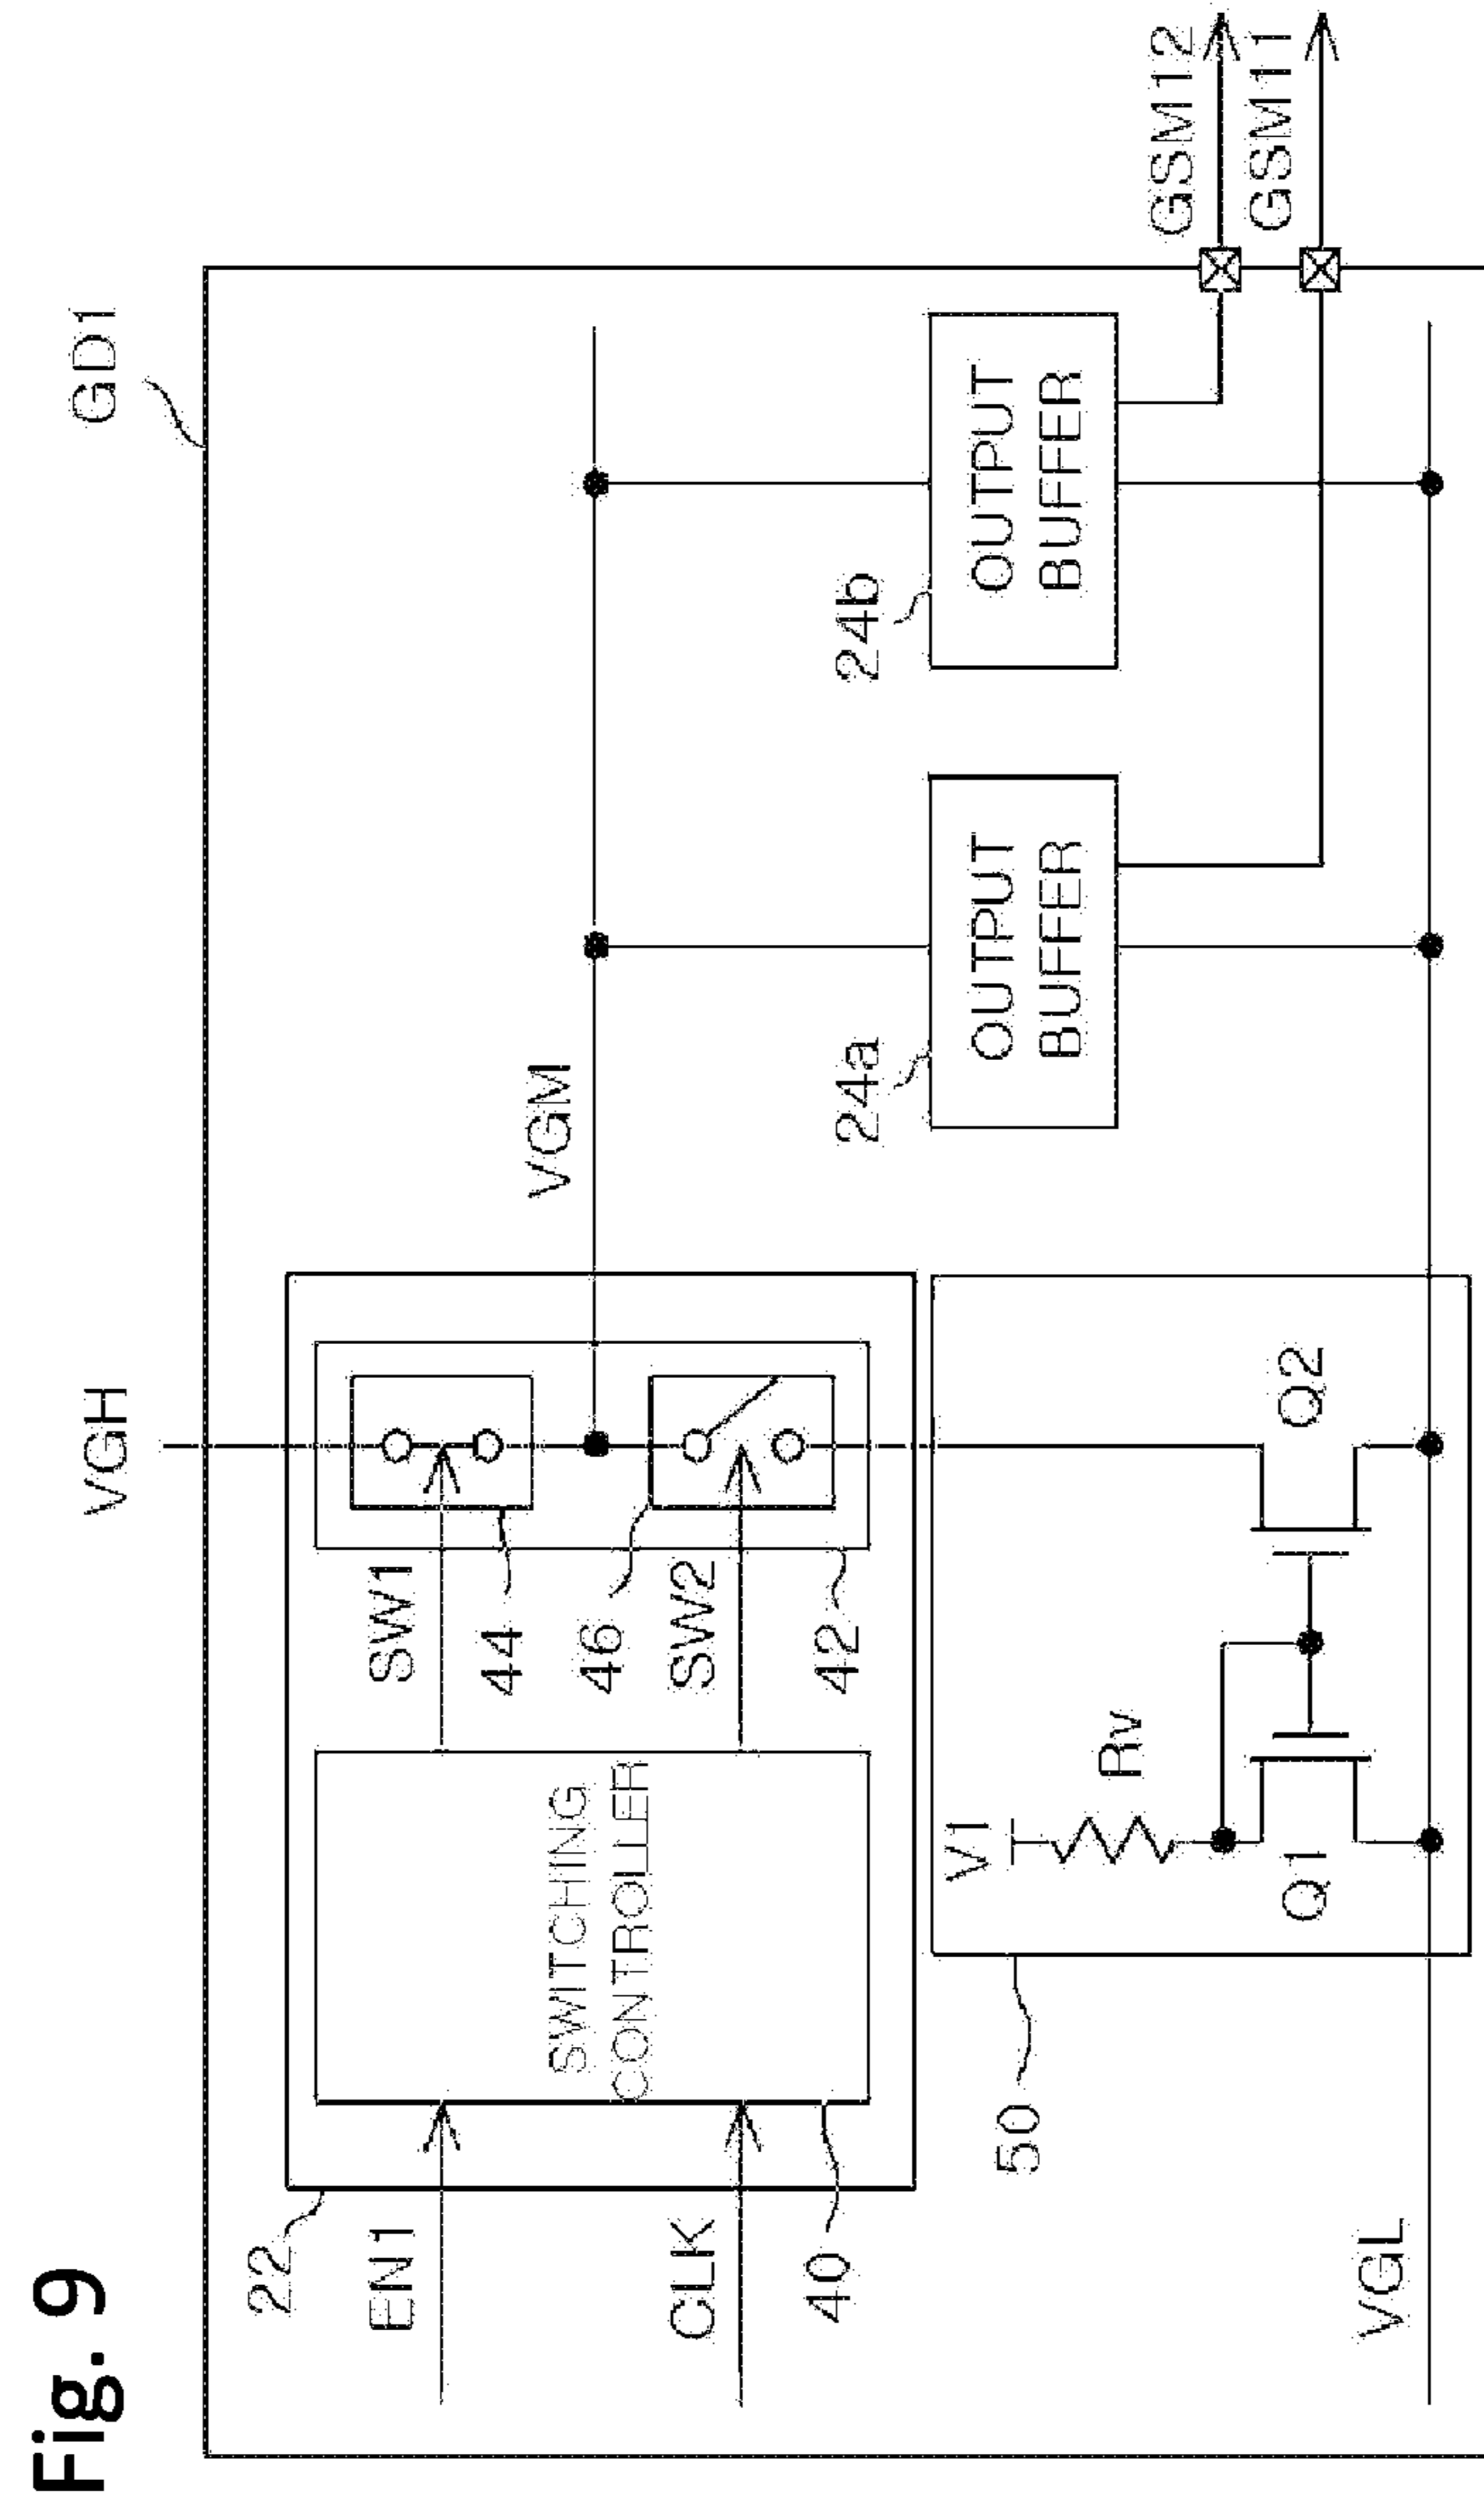 Fig. 9
GD1
VGH
22
EN1
SW1
VGM
44
46
SWITCHING
CONTROLLER
CLK
SW2
40
42
24a
24b
OUTPUT
BUFFER
OUTPUT
BUFFER
GSM12
GSM11
50
V1
Rv
Q1
Q2
VGL